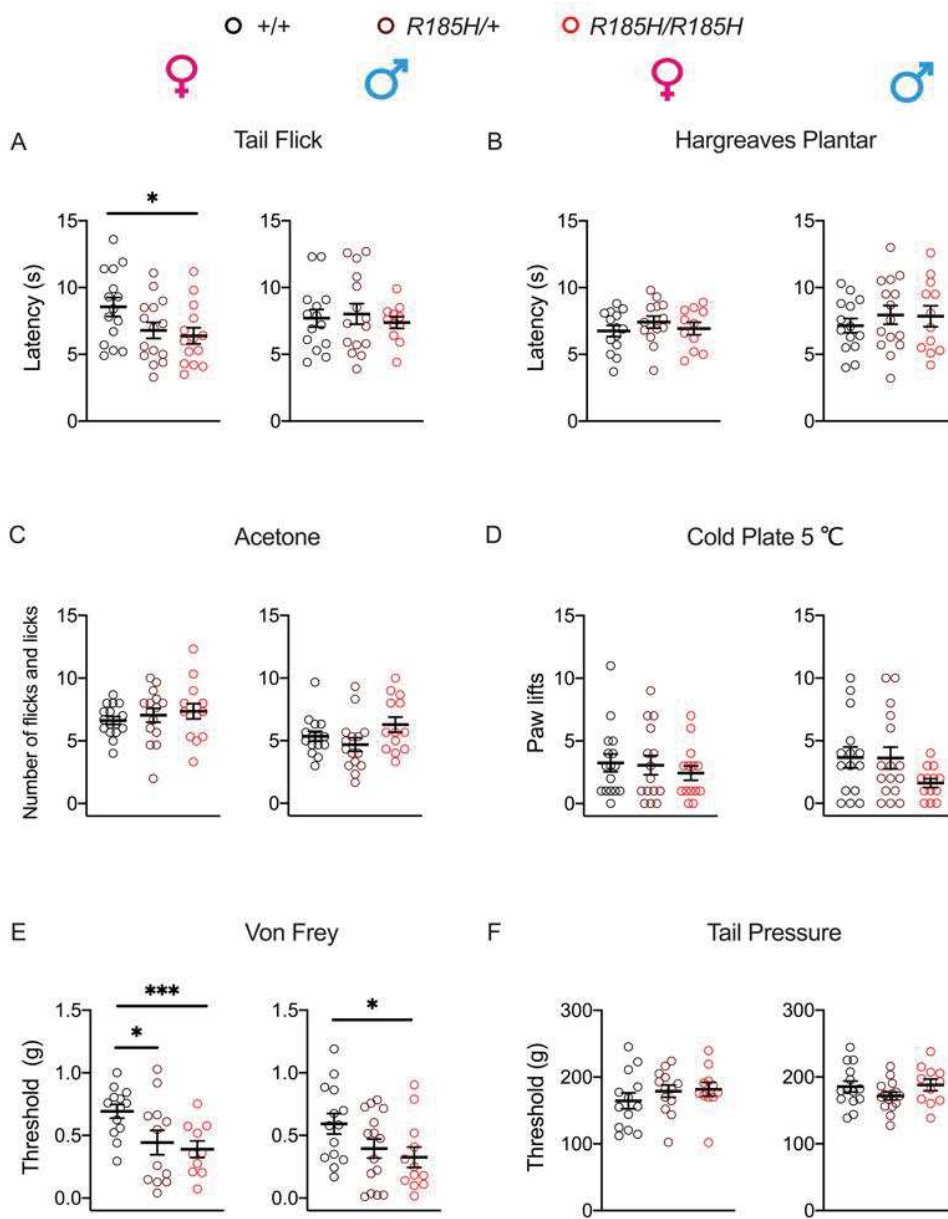 +/+ R185H/+ R185H/R185H
♀ ♂ ♀ ♂
A Tail Flick B Hargreaves Plantar
*
15 15 15 15
10 10 10 10
Latency (s) Latency (s)
5 5 5 5
0 0 0 0
C Acetone D Cold Plate 5 ℃
15 15 15 15
10 10 10 10
Number of flicks and licks Paw lifts
5 5 5 5
0 0 0 0
E Von Frey F Tail Pressure
1.5 1.5 300 300
*** *
*
1.0 1.0 200 200
Threshold (g) Threshold (g)
0.5 0.5 100 100
0.0 0.0 0 0